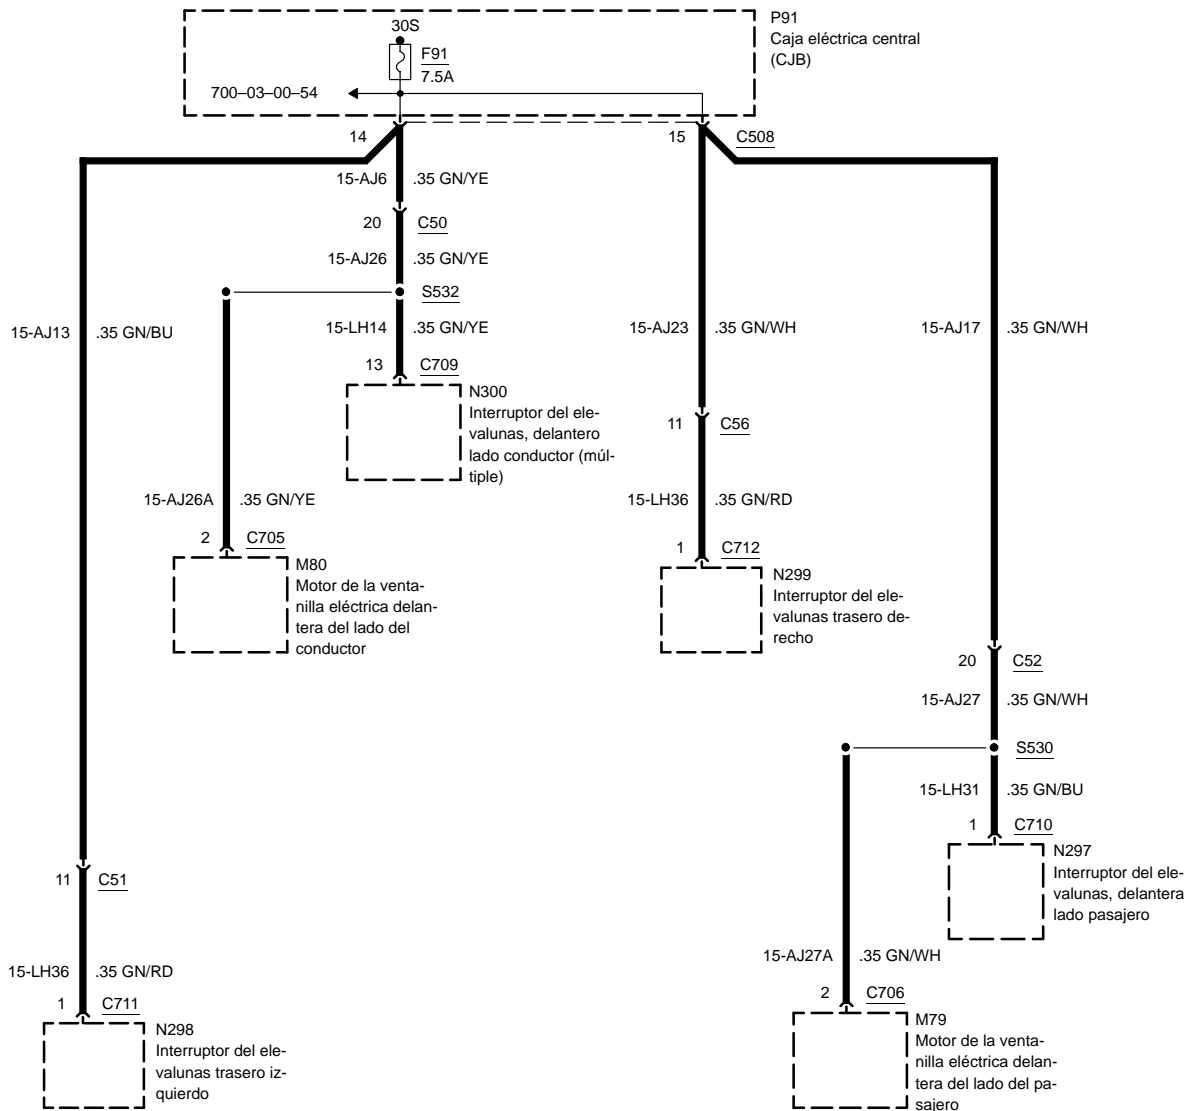 P91
Caja eléctrica central
(CJB)
30S
F91
7.5A
700–03–00–54
14
15
C508
15-AJ6
.35 GN/YE
20
C50
15-AJ26
.35 GN/YE
S532
15-AJ13
.35 GN/BU
15-LH14
.35 GN/YE
15-AJ23
.35 GN/WH
15-AJ17
.35 GN/WH
13
C709
N300
Interruptor del ele-
valunas, delantero
lado conductor (múl-
tiple)
11
C56
15-AJ26A
.35 GN/YE
15-LH36
.35 GN/RD
2
C705
M80
Motor de la venta-
nilla eléctrica delan-
tera del lado del
conductor
1
C712
N299
Interruptor del ele-
valunas trasero de-
recho
20
C52
15-AJ27
.35 GN/WH
S530
15-LH31
.35 GN/BU
1
C710
N297
Interruptor del ele-
valunas, delantera
lado pasajero
11
C51
15-AJ27A
.35 GN/WH
15-LH36
.35 GN/RD
1
C711
N298
Interruptor del ele-
valunas trasero iz-
quierdo
2
C706
M79
Motor de la venta-
nilla eléctrica delan-
tera del lado del pa-
sajero